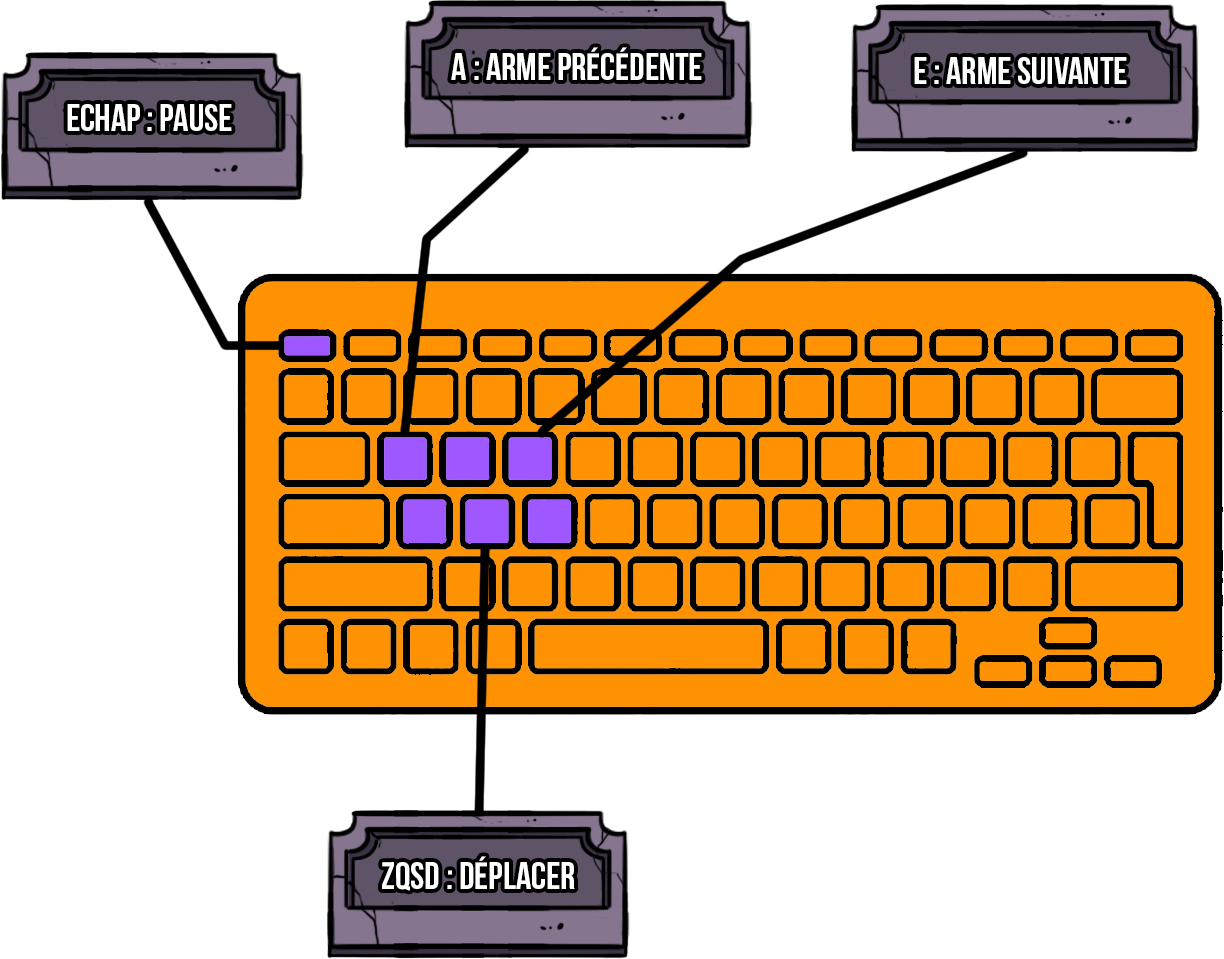 ECHAP : PAUSE
A : ARME PRÉCÉDENTE
E : ARME SUIVANTE
ZQSD : DÉPLACER